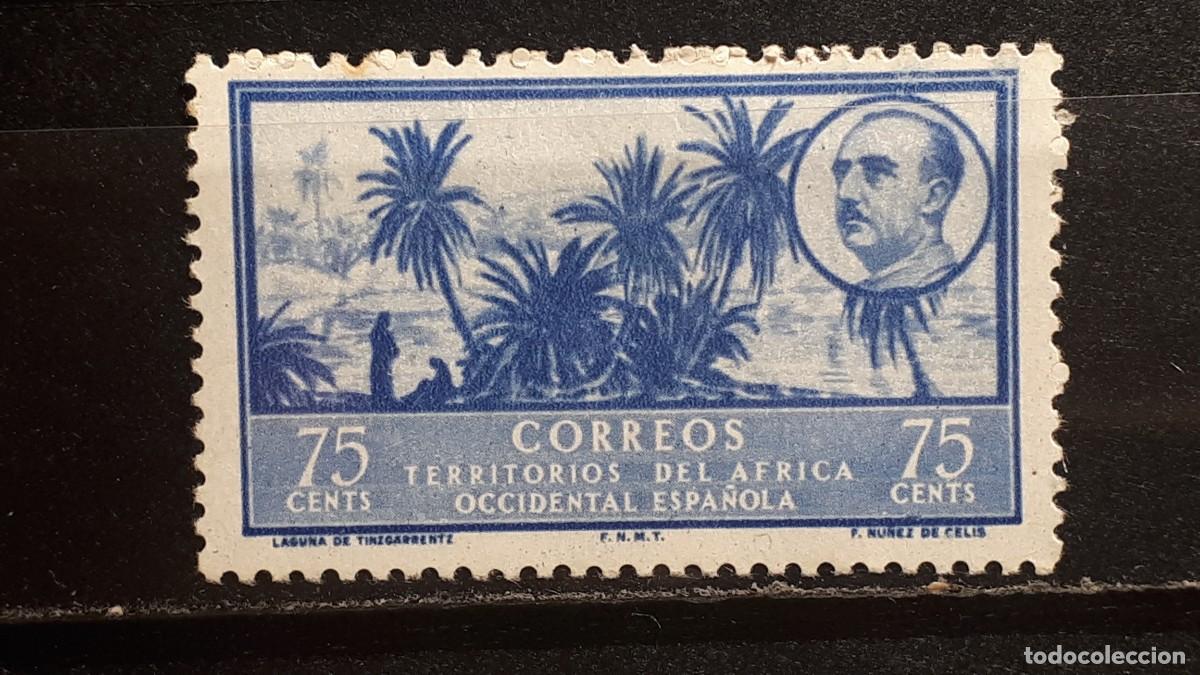 75
CENTS
CORREOS
TERRITORIOS DEL AFRICA
OCCIDENTAL ESPAÑOLA
75
CENTS
LAGUNA DE TINZGARRENTZ
F.N.M.T.
F. NUÑEZ DE CELIS
todocoleccion